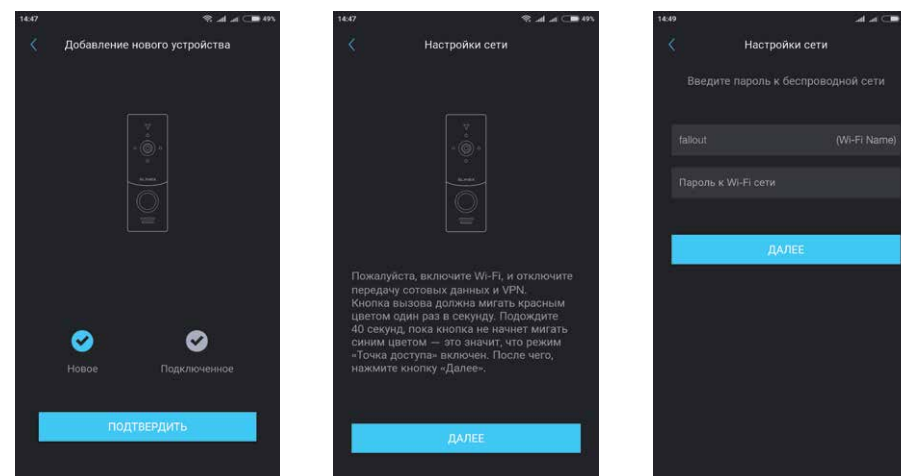 14:47
49%
Добавление нового устройства
Новое
Подключенное
ПОДТВЕРДИТЬ
14:47
49%
Настройки сети
Пожалуйста, включите Wi-Fi, и отключите
передачу сотовых данных и VPN.
Кнопка вызова должна мигать красным
цветом один раз в секунду. Подождите
40 секунд, пока кнопка не начнет мигать
синим цветом — это значит, что режим
«Точка доступа» включен. После чего,
нажмите кнопку «Далее».
ДАЛЕЕ
14:49
Настройки сети
Введите пароль к беспроводной сети
fallout (Wi-Fi Name)
Пароль к Wi-Fi сети
ДАЛЕЕ